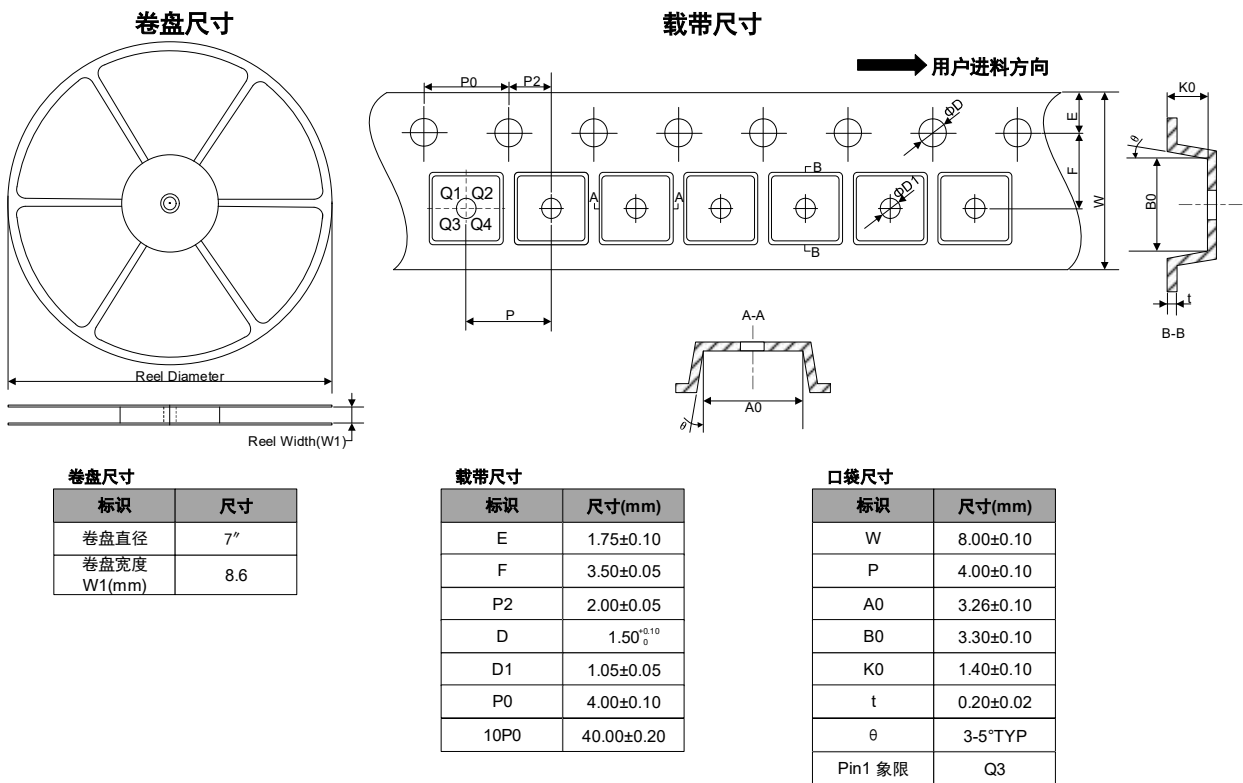 卷盘尺寸
载带尺寸
用户进料方向
P0
P2
K0
ΦD
E
θ
B
F
Q1 Q2
A
A
ΦD1
W
B0
Q3 Q4
B
t
P
A-A
B-B
Reel Diameter
A0
θ
Reel Width(W1)
卷盘尺寸
标识 尺寸
卷盘直径 7″
卷盘宽度
W1(mm) 8.6
载带尺寸
标识 尺寸(mm)
E 1.75±0.10
F 3.50±0.05
P2 2.00±0.05
D 1.50 +0.10 0
D1 1.05±0.05
P0 4.00±0.10
10P0 40.00±0.20
口袋尺寸
标识 尺寸(mm)
W 8.00±0.10
P 4.00±0.10
A0 3.26±0.10
B0 3.30±0.10
K0 1.40±0.10
t 0.20±0.02
θ 3-5°TYP
Pin1 象限 Q3